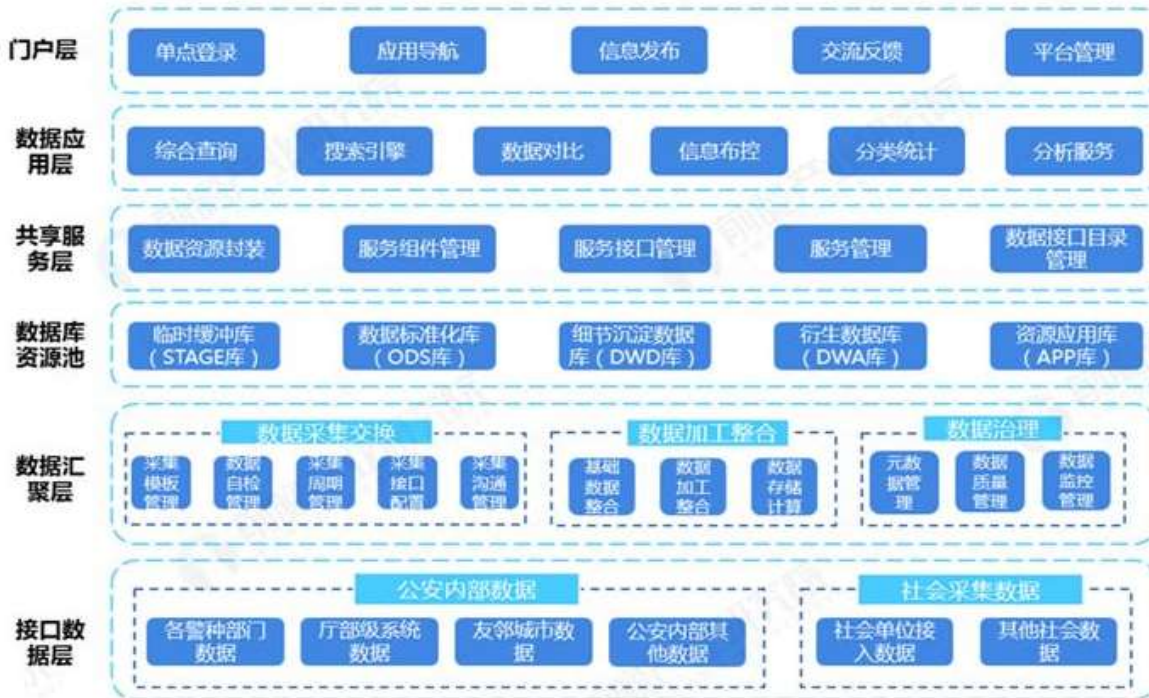 门户层
单点登录
应用导航
信息发布
交流反馈
平台管理
数据应
用层
综合查询
搜索引擎
数据对比
信息布控
分类统计
分析服务
共享服
务层
数据资源封装
服务组件管理
服务接口管理
服务管理
数据接口目录
管理
数据库
资源池
临时缓冲库
（STAGE库）
数据标准化库
（ODS库）
细节沉淀数据
库（DWD库）
衍生数据库
（DWA库）
资源应用库
（APP库）
数据汇
聚层
数据采集交换
采集
模板
管理
数据
自检
管理
采集
周期
管理
采集
接口
配置
采集
沟通
管理
数据加工整合
基础
数据
整合
数据
加工
整合
数据
存储
计算
数据治理
元数
据管
理
数据
质量
管理
数据
监控
管理
接口数
据层
公安内部数据
各警种部门
数据
厅部级系统
数据
友邻城市数
据
公安内部其
他数据
社会采集数据
社会单位接
入数据
其他社会数
据